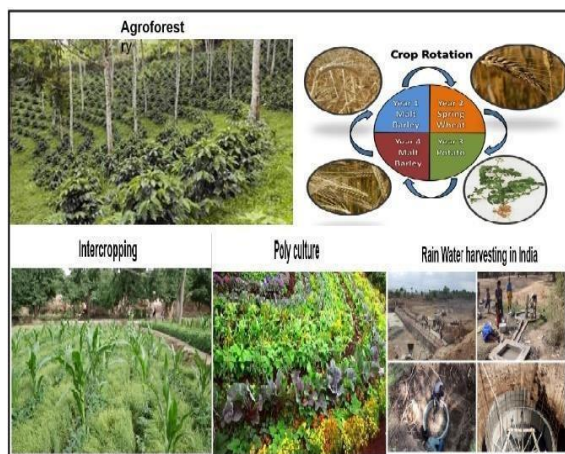 Agroforest
ry
Crop Rotation
Year 1
Malt
Barley
Year 2
Spring
Wheat
Year 4
Malt
Barley
Year 3
Potato
Intercropping
Poly culture
Rain Water harvesting in India